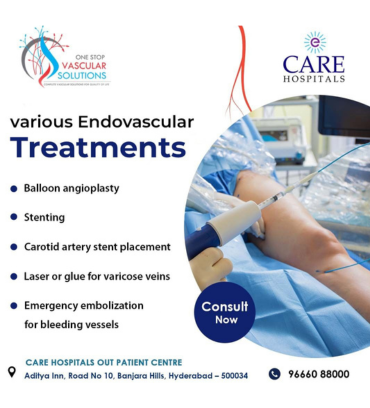 ONE STOP
VASCULAR
SOLUTIONS
e
CARE
HOSPITALS
various Endovascular
Treatments
Balloon angioplasty
Stenting
Carotid artery stent placement
Laser or glue for varicose veins
Emergency embolization
for bleeding vessels
Consult
Now
CARE HOSPITALS OUT PATIENT CENTRE
Aditya Inn, Road No 10, Banjara Hills, Hyderabad – 500034
96660 88000